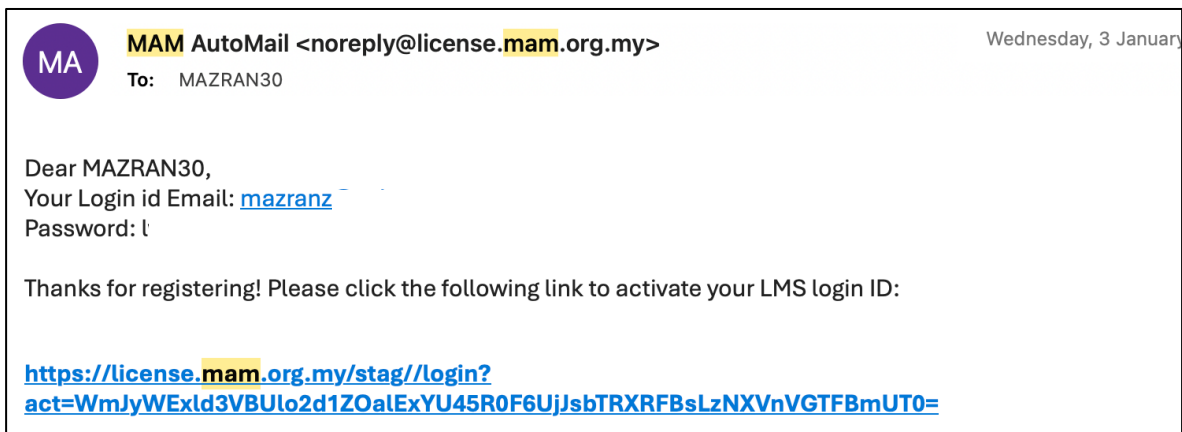 MA
MAM AutoMail <noreply@license.mam.org.my>
Wednesday, 3 January
To: MAZRAN30
Dear MAZRAN30,
Your Login id Email: mazranz
Password:
Thanks for registering! Please click the following link to activate your LMS login ID:
https://license.mam.org.my/stag//login?
act=WmJyWExld3VBUlo2d1ZOalExYU45R0F6UjJsbTRXRFBsLzNXVnVGTFBmUT0=